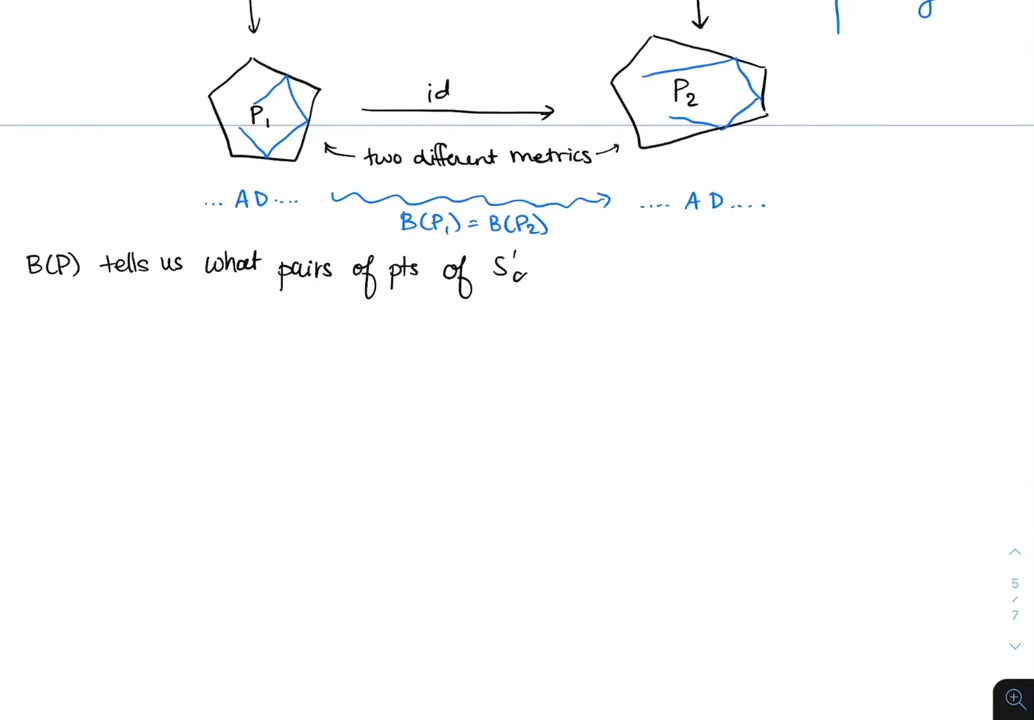 id
P₁
P₂
two different metrics
... AD.... .... AD....
B(P₁) = B(P₂)
B(P) tells us what pairs of pts of
5
/
7